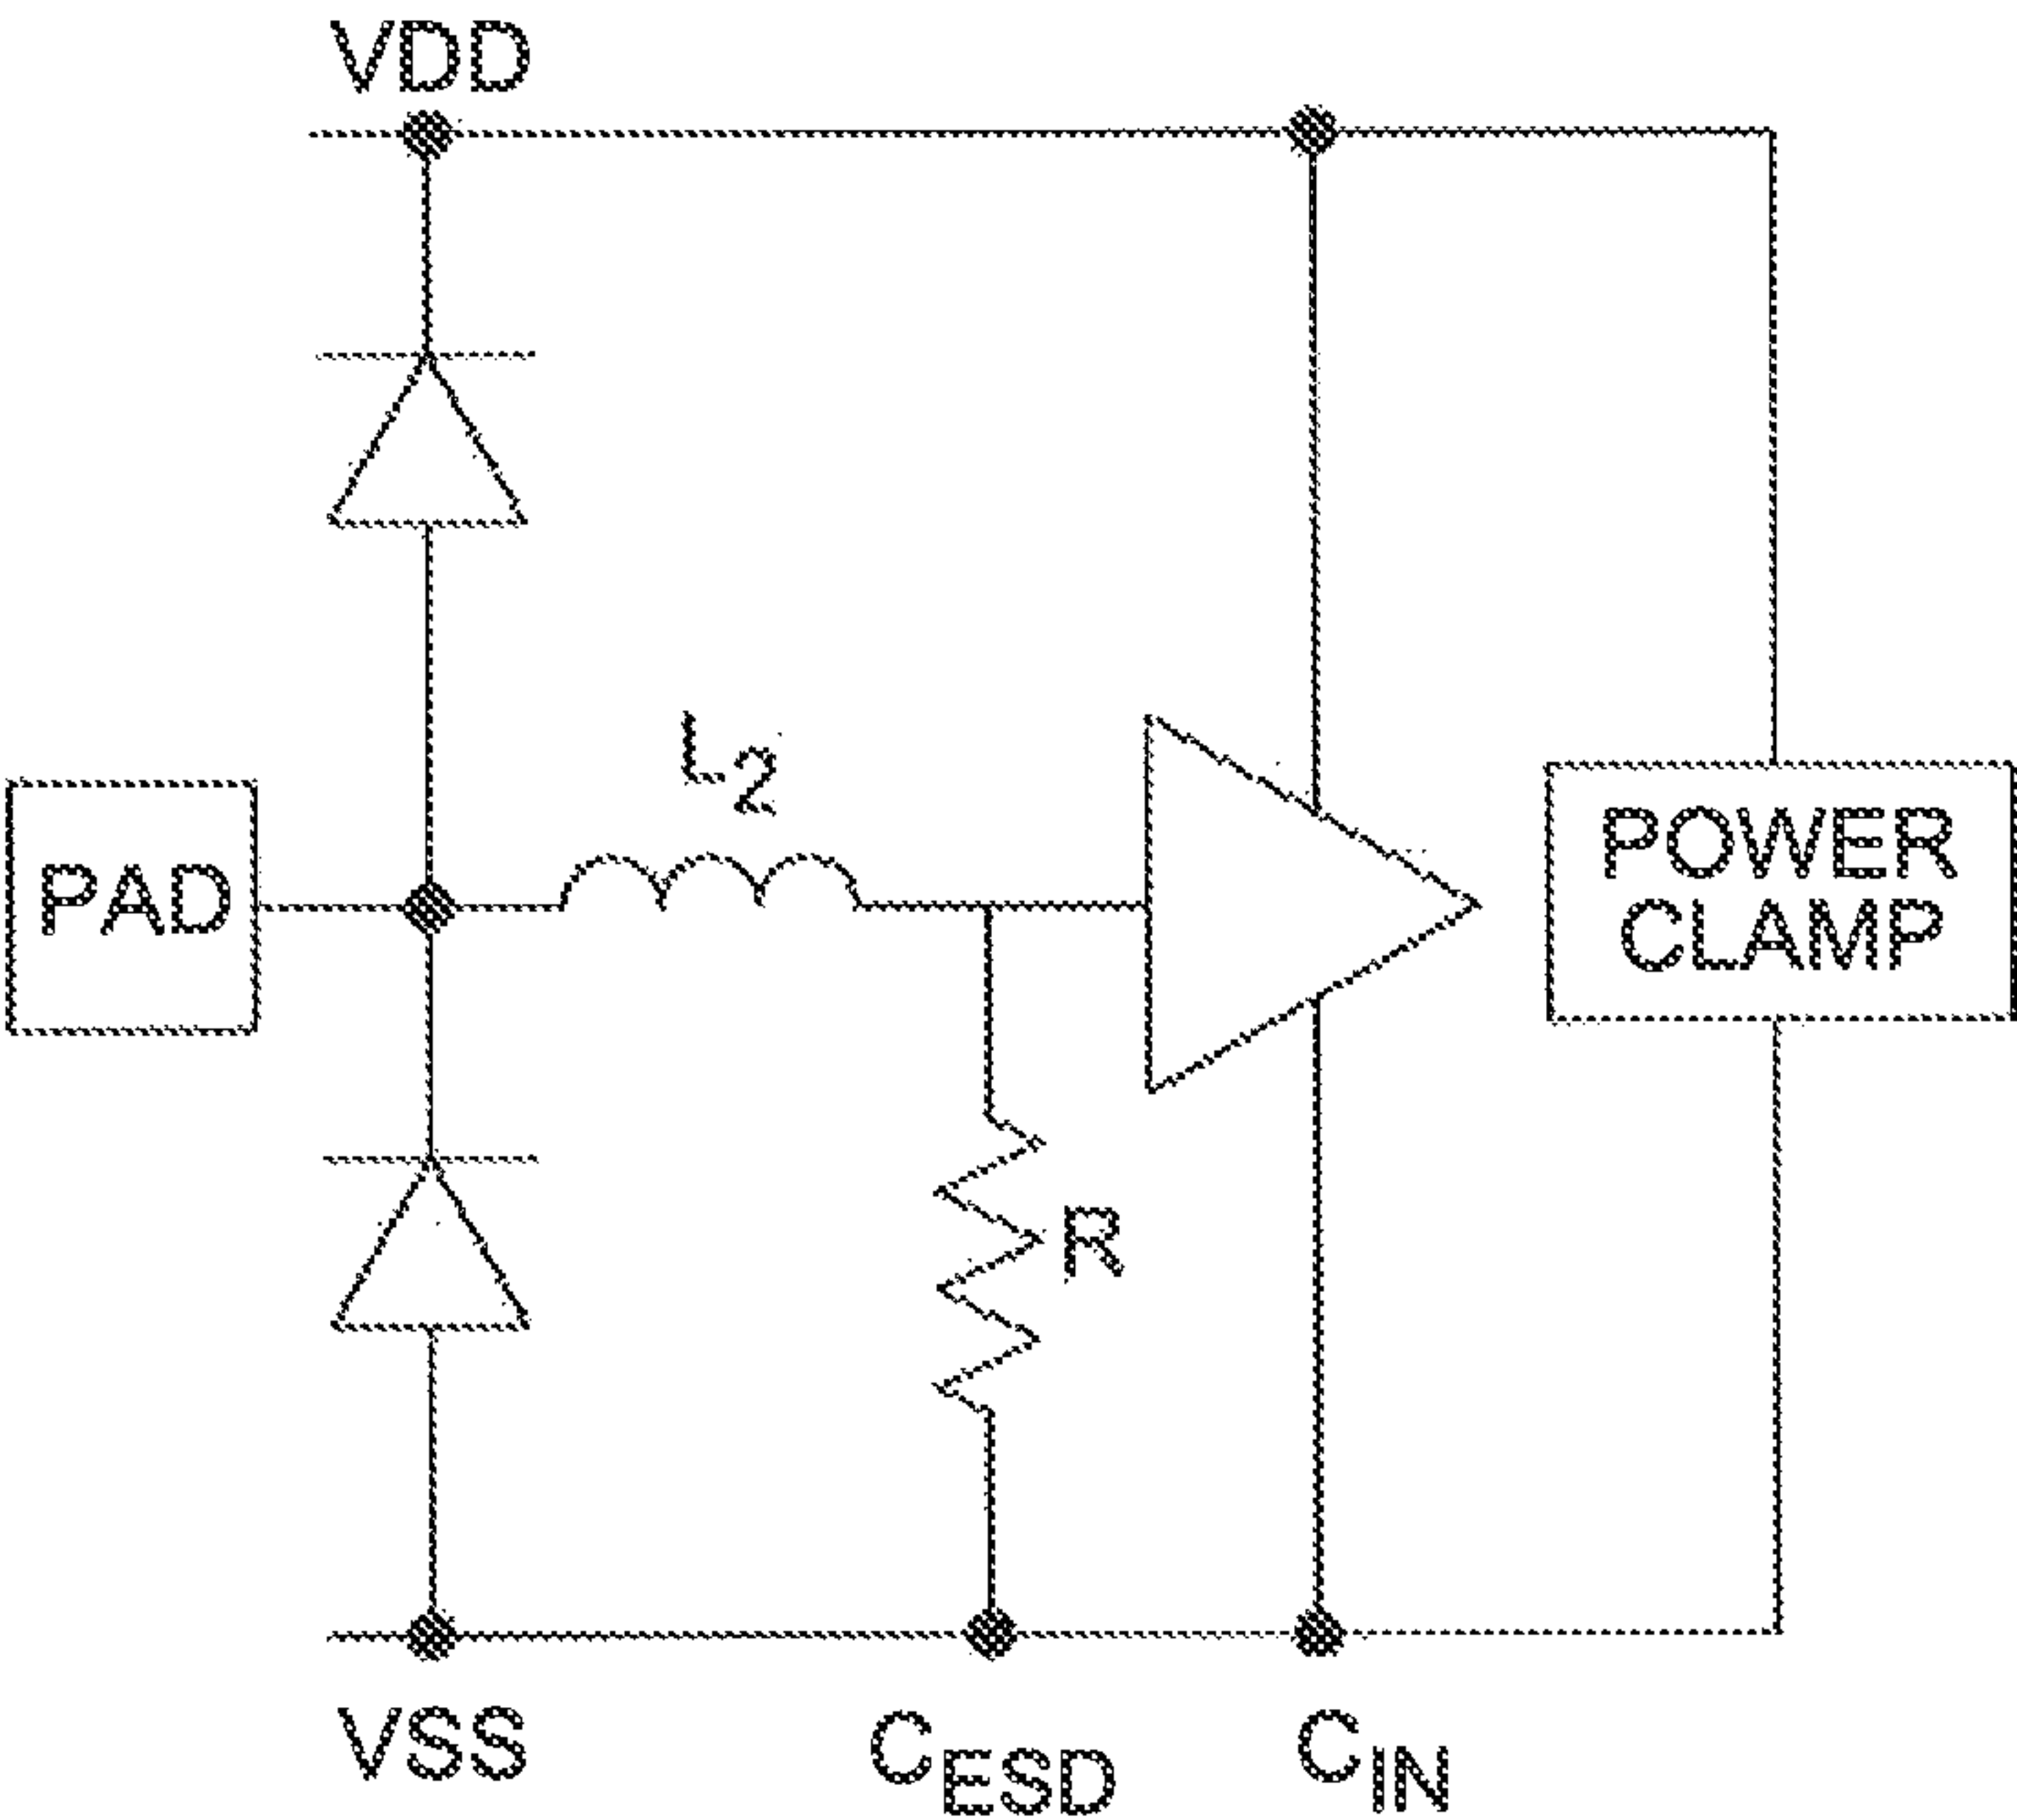 VDD
L2
PAD
POWER
CLAMP
R
VSS
CESD
CIN